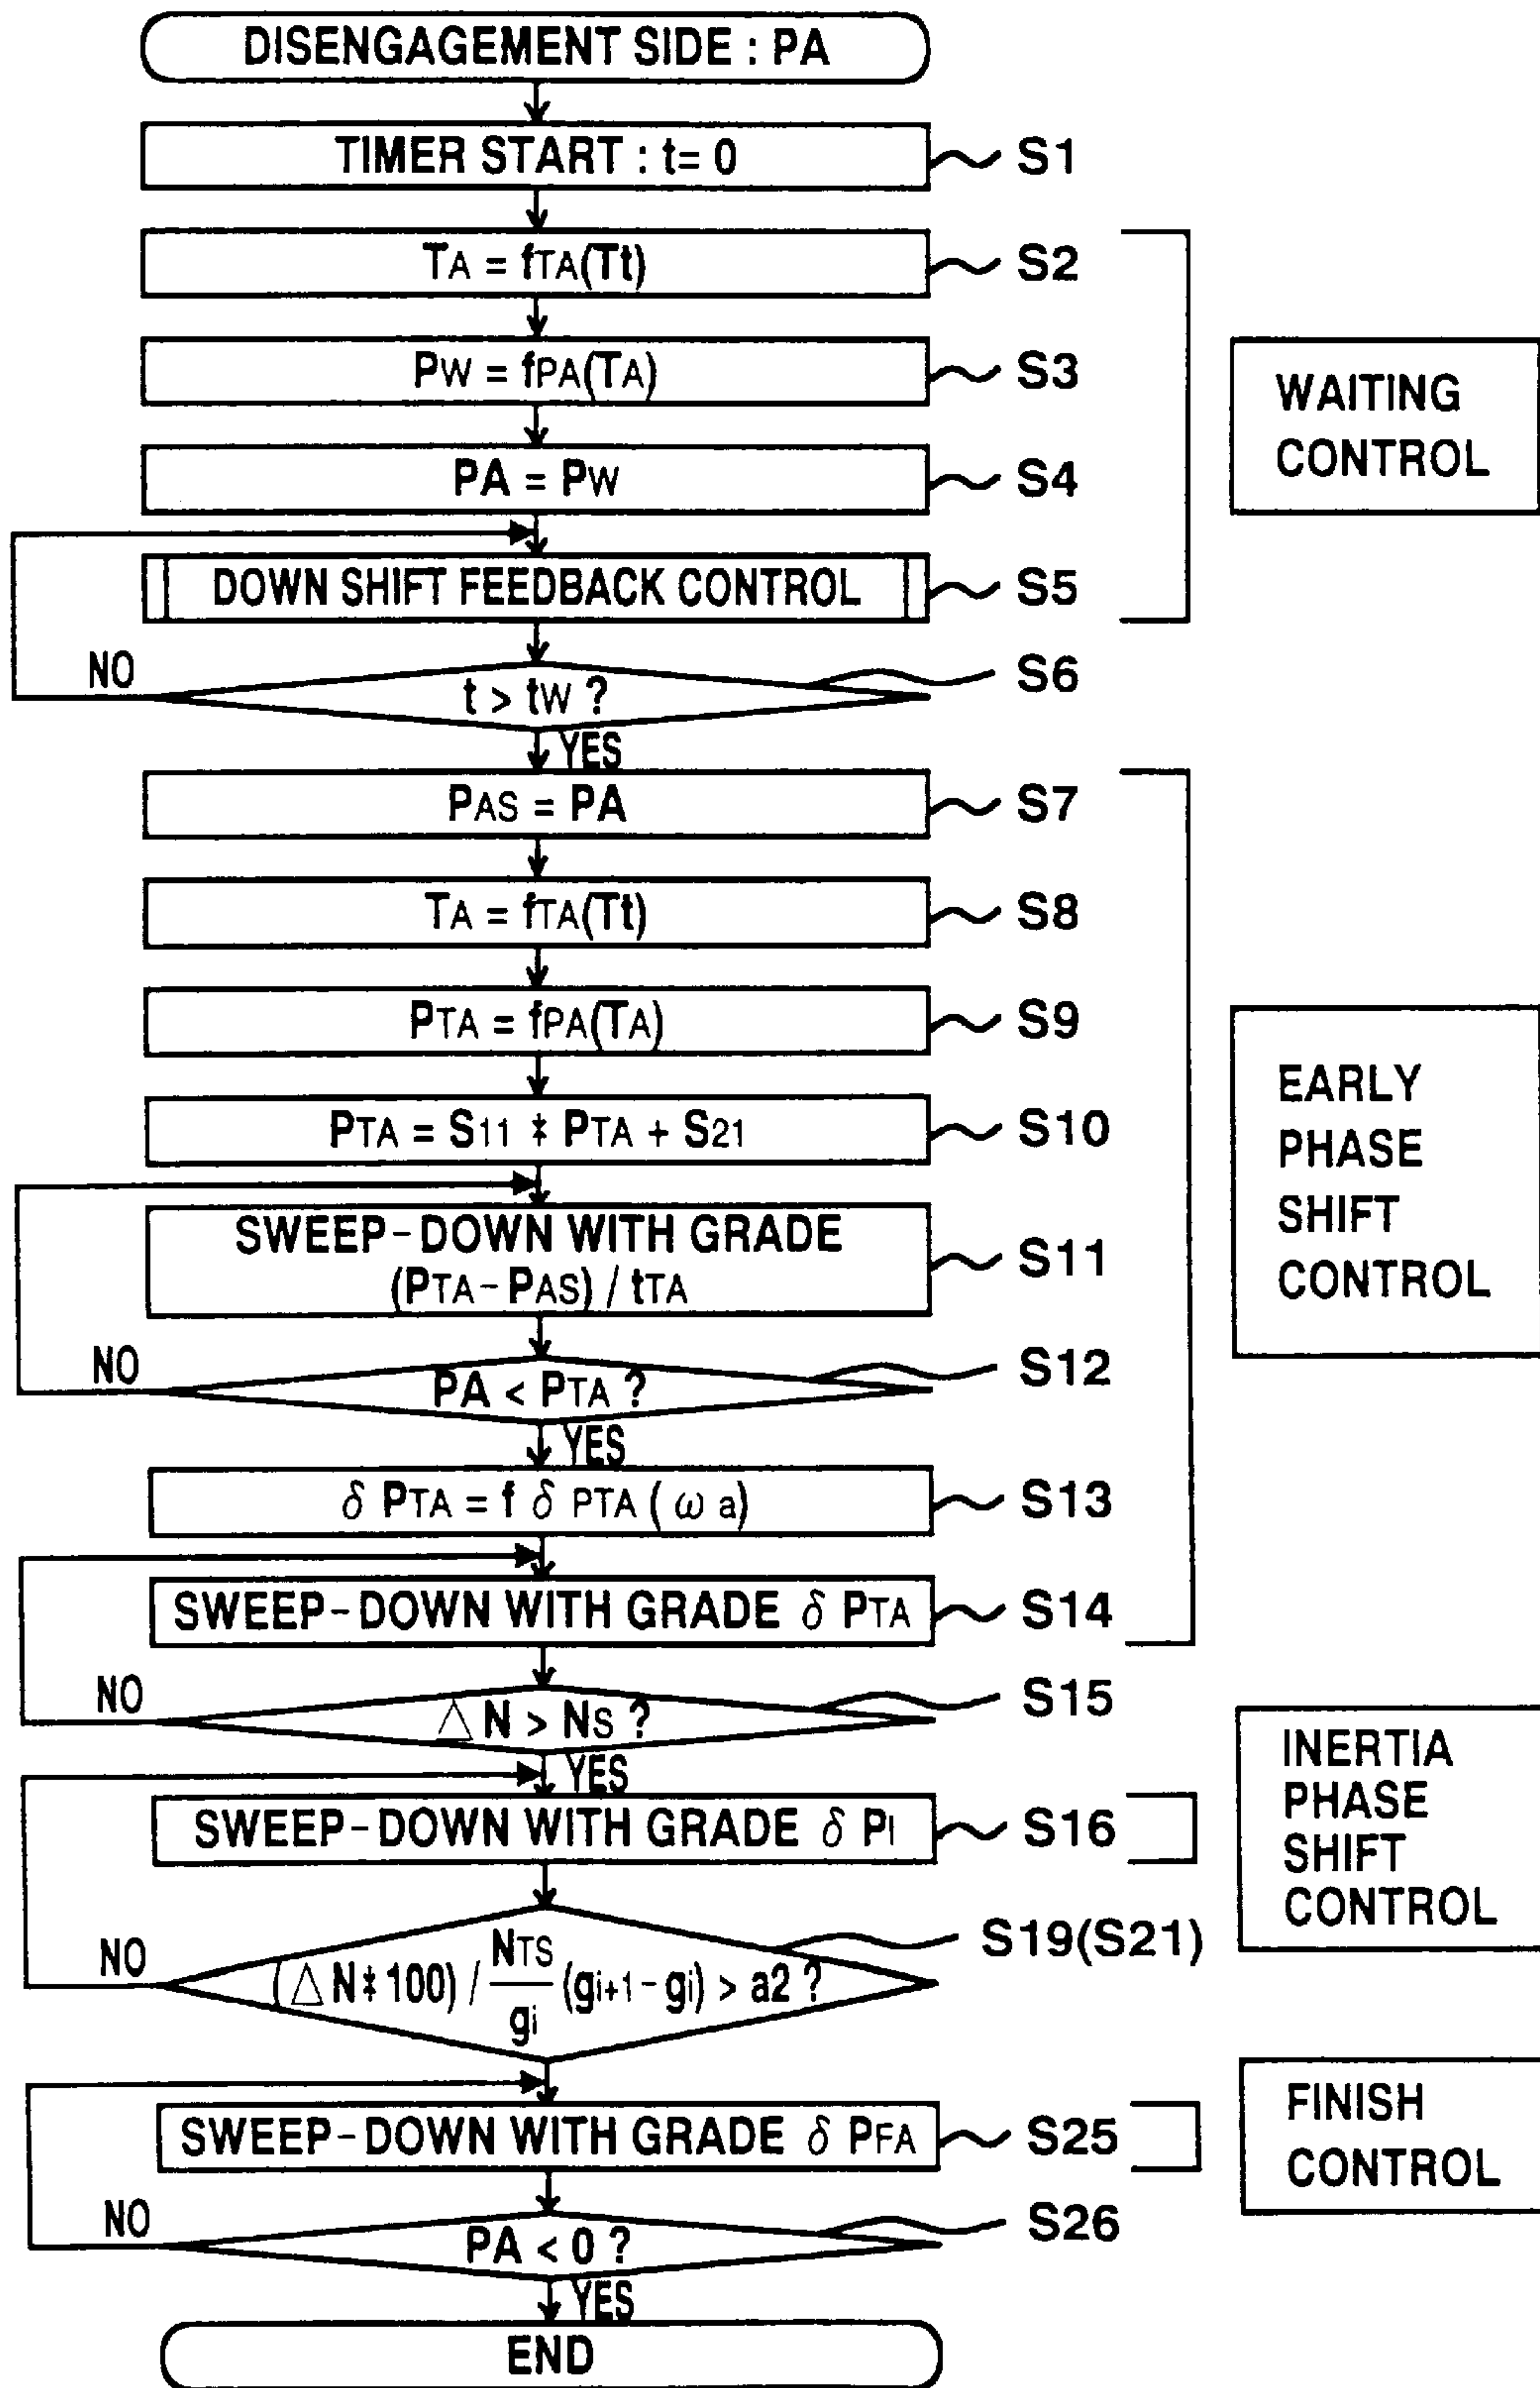 DISENGAGEMENT SIDE : PA
TIMER START : t= 0
S1
TA = fTA(Tt)
S2
PW = fPA(TA)
S3
WAITING
CONTROL
PA = PW
S4
DOWN SHIFT FEEDBACK CONTROL
S5
NO
t > tW ?
S6
YES
PAS = PA
S7
TA = fTA(Tt)
S8
PTA = fPA(TA)
S9
EARLY
PHASE
SHIFT
CONTROL
PTA = S11 * PTA + S21
S10
SWEEP-DOWN WITH GRADE
(PTA - PAS) / tTA
S11
NO
PA < PTA ?
S12
YES
δ PTA = f δ PTA ( ω a)
S13
SWEEP-DOWN WITH GRADE δ PTA
S14
NO
△ N > NS ?
S15
YES
INERTIA
PHASE
SHIFT
CONTROL
SWEEP-DOWN WITH GRADE δ PI
S16
NO
(△ N * 100) / NTS/gi (gi+1 - gi) > a2 ?
S19(S21)
SWEEP-DOWN WITH GRADE δ PFA
S25
FINISH
CONTROL
NO
PA < 0 ?
S26
YES
END